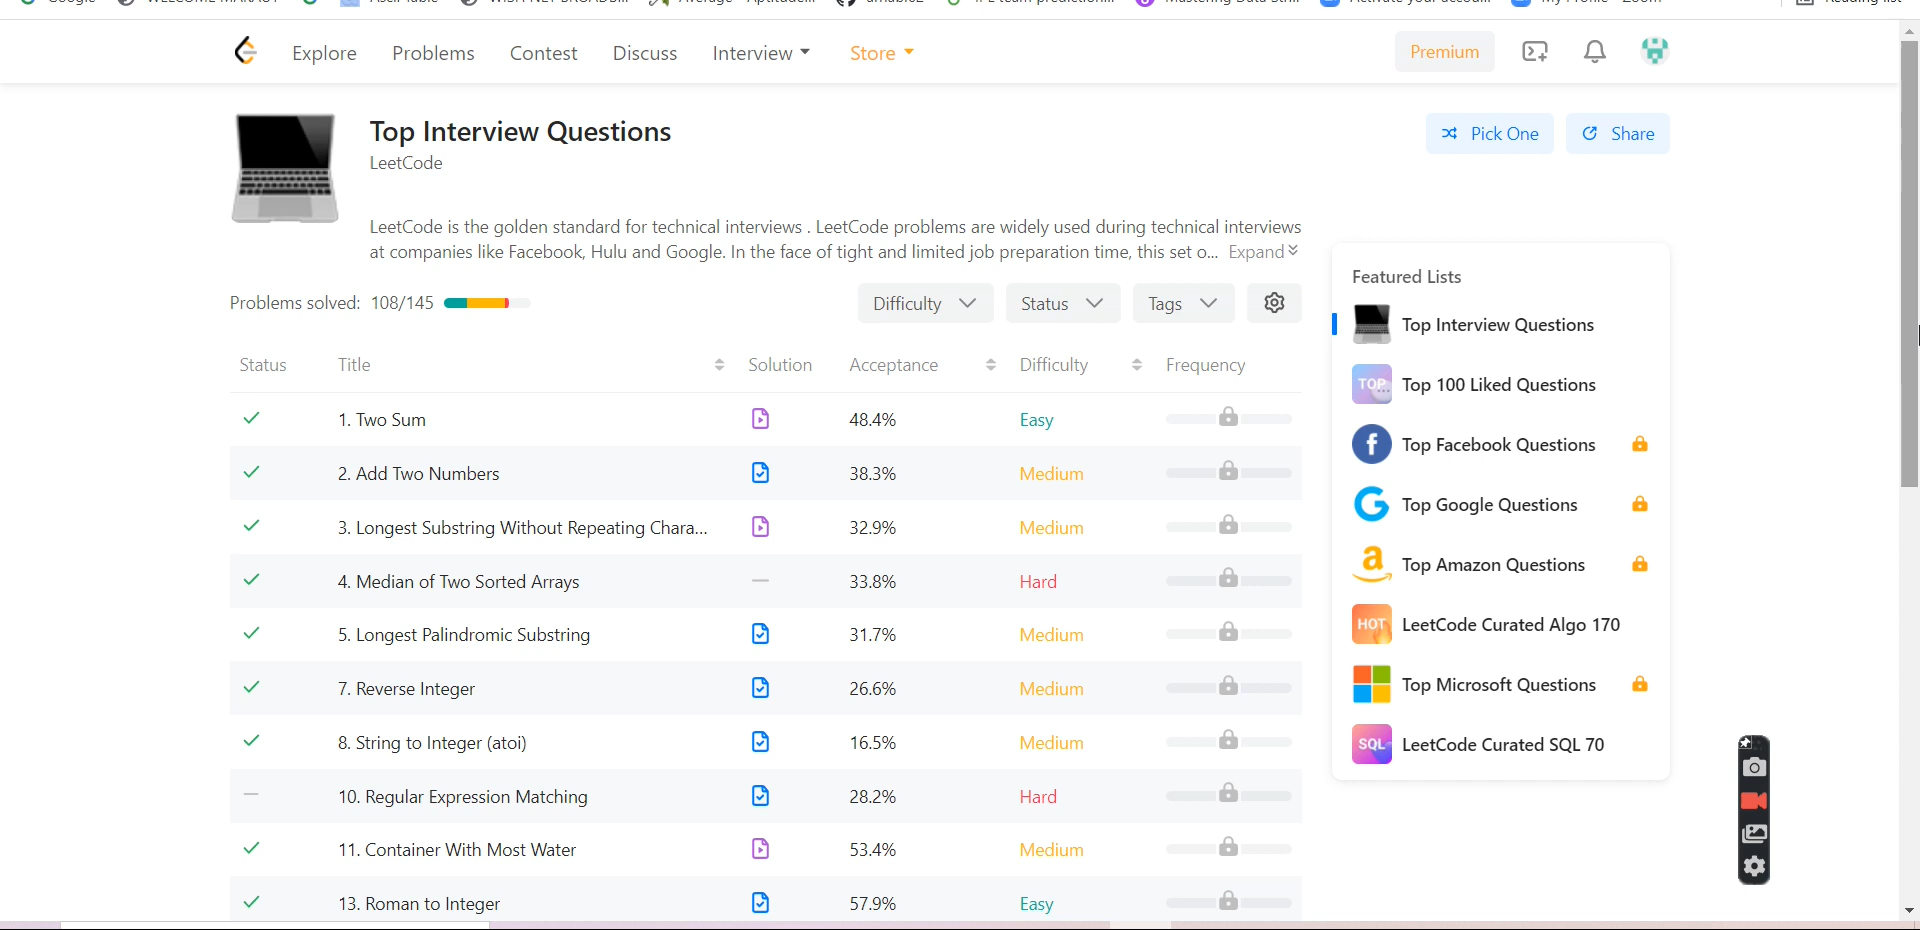 Google
Reading list
Explore Problems Contest Discuss Interview Store Premium
Top Interview Questions
LeetCode
Pick One Share
LeetCode is the golden standard for technical interviews . LeetCode problems are widely used during technical interviews
at companies like Facebook, Hulu and Google. In the face of tight and limited job preparation time, this set o... Expand
Problems solved: 108/145 Difficulty Status Tags
Status Title Solution Acceptance Difficulty Frequency
1. Two Sum 48.4% Easy
2. Add Two Numbers 38.3% Medium
3. Longest Substring Without Repeating Chara... 32.9% Medium
4. Median of Two Sorted Arrays 33.8% Hard
5. Longest Palindromic Substring 31.7% Medium
7. Reverse Integer 26.6% Medium
8. String to Integer (atoi) 16.5% Medium
10. Regular Expression Matching 28.2% Hard
11. Container With Most Water 53.4% Medium
13. Roman to Integer 57.9% Easy
Featured Lists
Top Interview Questions
TOP Top 100 Liked Questions
Top Facebook Questions
Top Google Questions
Top Amazon Questions
HOT LeetCode Curated Algo 170
Top Microsoft Questions
SQL LeetCode Curated SQL 70